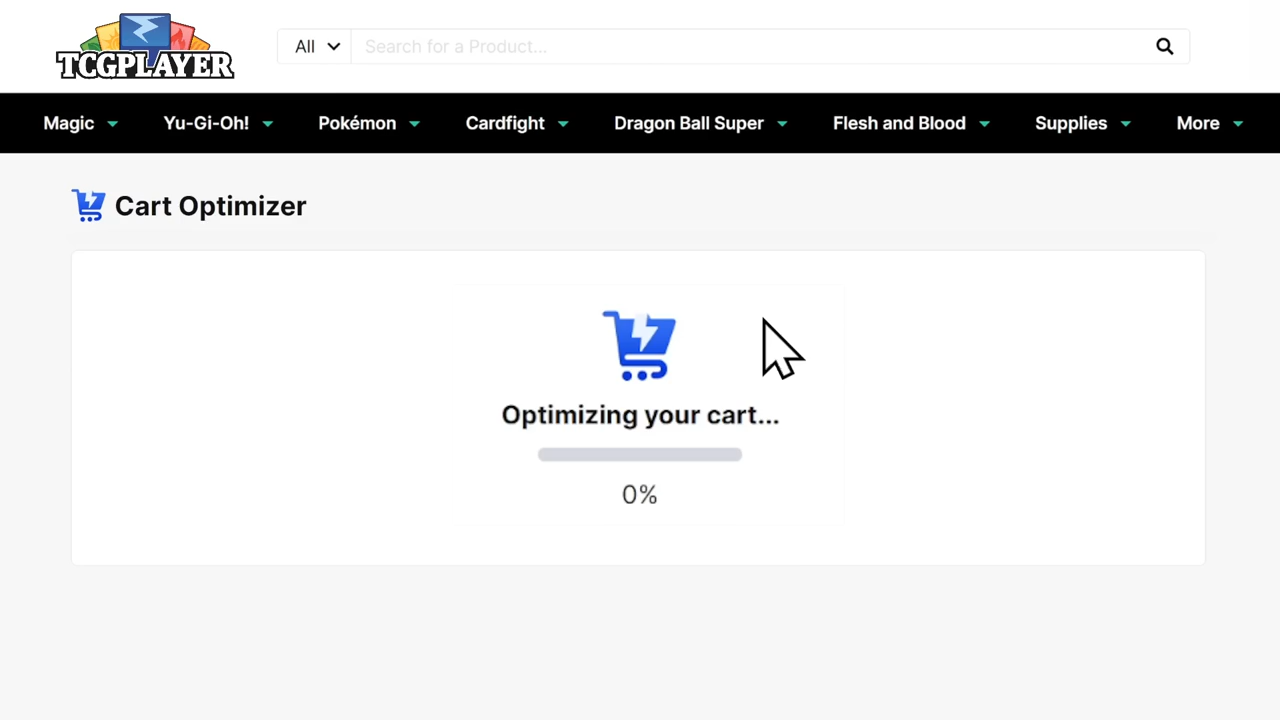 TCGPLAYER
All Search for a Product...
Magic Yu-Gi-Oh! Pokémon Cardfight Dragon Ball Super Flesh and Blood Supplies More
Cart Optimizer
Optimizing your cart...
0%